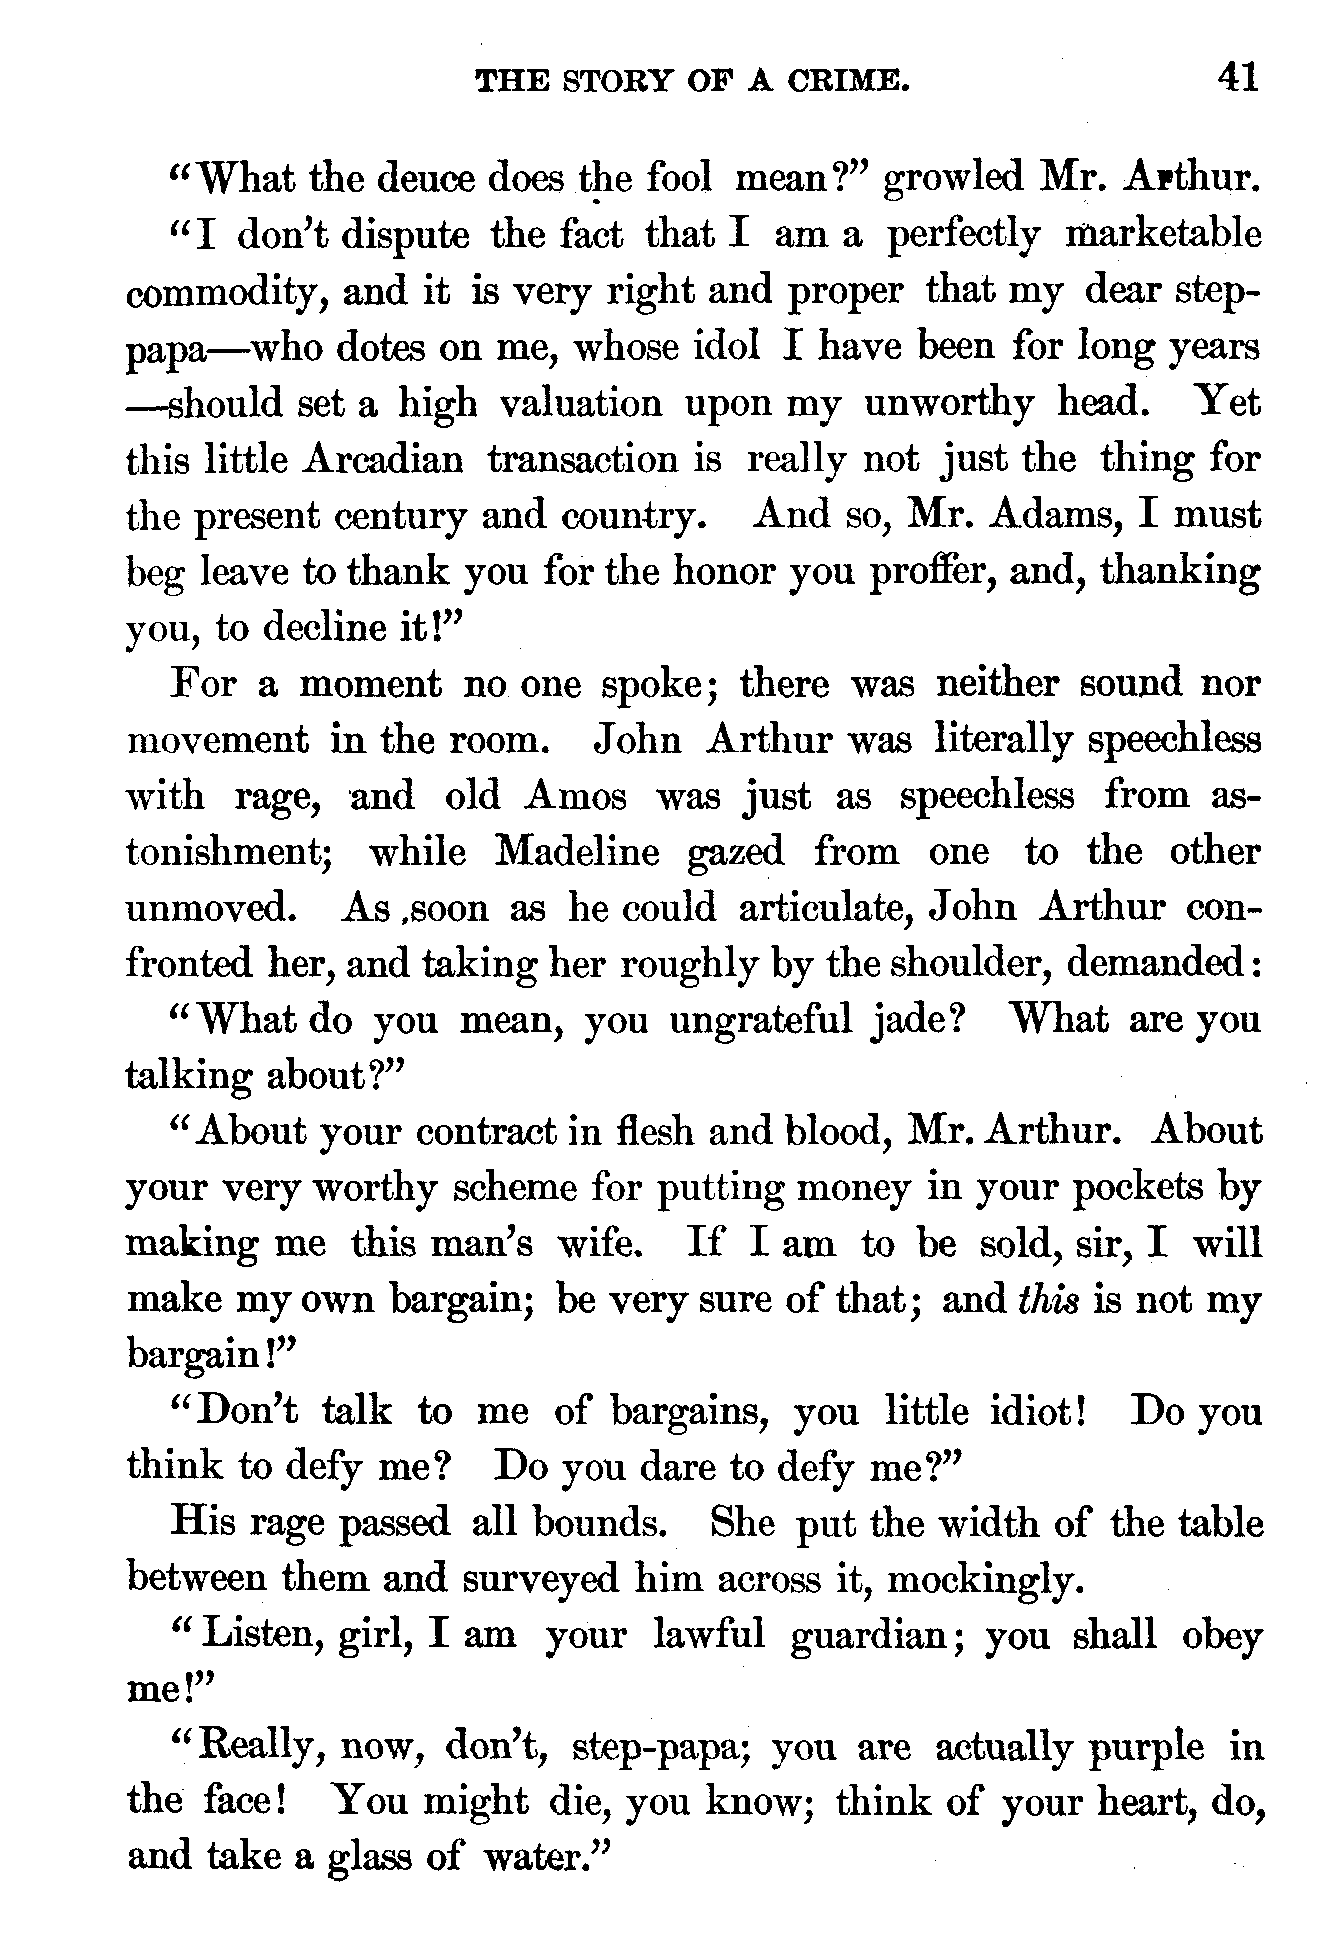 THE STORY OF A CRIME. 41
“What the deuce does the fool mean?” growled Mr. Arthur.
“I don’t dispute the fact that I am a perfectly marketable
commodity, and it is very right and proper that my dear step-
papa—who dotes on me, whose idol I have been for long years
—should set a high valuation upon my unworthy head. Yet
this little Arcadian transaction is really not just the thing for
the present century and country. And so, Mr. Adams, I must
beg leave to thank you for the honor you proffer, and, thanking
you, to decline it!”
For a moment no one spoke; there was neither sound nor
movement in the room. John Arthur was literally speechless
with rage, and old Amos was just as speechless from as-
tonishment; while Madeline gazed from one to the other
unmoved. As soon as he could articulate, John Arthur con-
fronted her, and taking her roughly by the shoulder, demanded:
“What do you mean, you ungrateful jade? What are you
talking about?”
“About your contract in flesh and blood, Mr. Arthur. About
your very worthy scheme for putting money in your pockets by
making me this man’s wife. If I am to be sold, sir, I will
make my own bargain; be very sure of that; and this is not my
bargain!”
“Don’t talk to me of bargains, you little idiot! Do you
think to defy me? Do you dare to defy me?”
His rage passed all bounds. She put the width of the table
between them and surveyed him across it, mockingly.
“Listen, girl, I am your lawful guardian; you shall obey
me!”
“Really, now, don’t, step-papa; you are actually purple in
the face! You might die, you know; think of your heart, do,
and take a glass of water.”